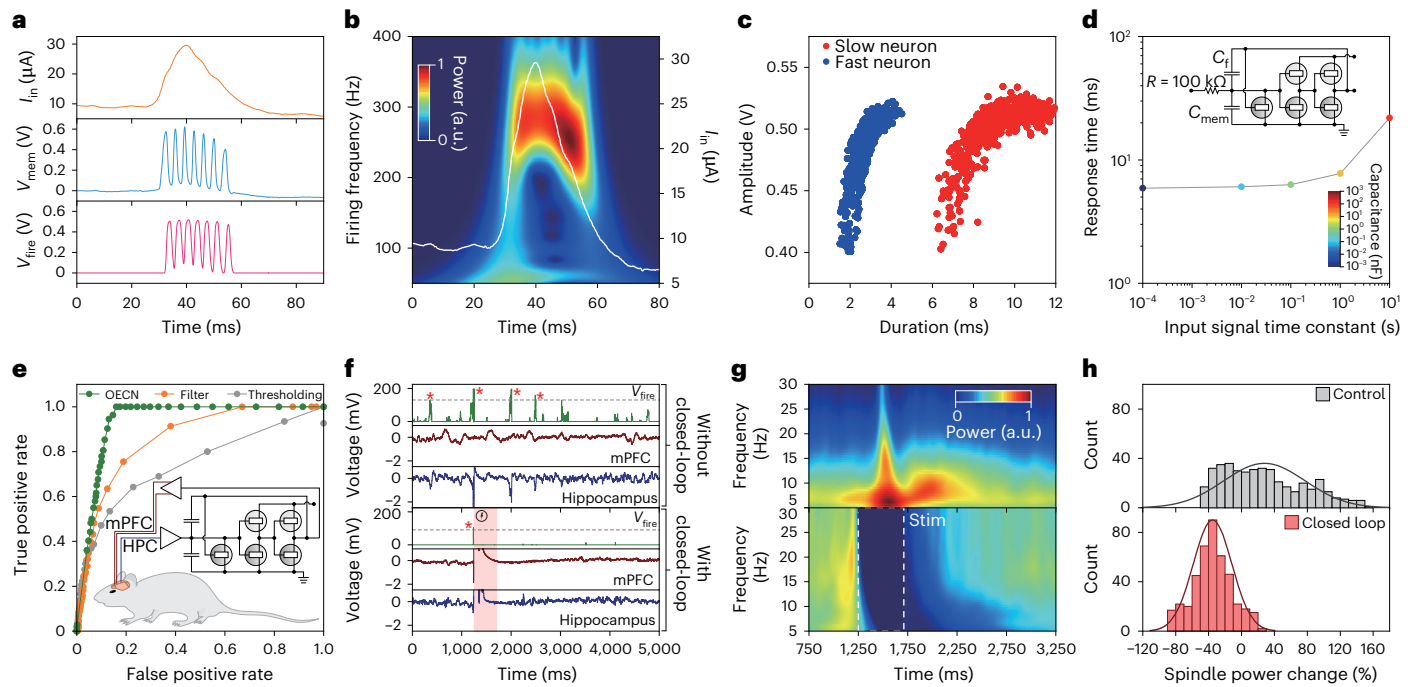 a
30
20
10
I_in (µA)
0.6
0.4
0.2
0
V_mem (V)
0.6
0.4
0.2
0
V_fire (V)
0 20 40 60 80
Time (ms)
b
400
300
200
100
Firing frequency (Hz)
1
0
Power (a.u.)
30
25
20
15
10
5
I_in (µA)
0 20 40 60 80
Time (ms)
c
Slow neuron
Fast neuron
0.55
0.50
0.45
0.40
Amplitude (V)
0 2 4 6 8 10 12
Duration (ms)
d
10²
10¹
10⁰
Response time (ms)
C_f
R = 100 kΩ
C_mem
10³
10²
10¹
10⁰
10⁻¹
10⁻²
10⁻³
Capacitance (nF)
10⁻⁴ 10⁻³ 10⁻² 10⁻¹ 10⁰ 10¹
Input signal time constant (s)
e
OECN Filter Thresholding
1.0
0.8
0.6
0.4
0.2
0
True positive rate
mPFC
HPC
0 0.2 0.4 0.6 0.8 1.0
False positive rate
f
200
0
* * * *
V_fire
0
−2
mPFC
0
−2
Hippocampus
Voltage (mV)
Without
closed-loop
200
0
*
V_fire
0
−2
mPFC
0
−2
Hippocampus
Voltage (mV)
With
closed-loop
0 1,000 2,000 3,000 4,000 5,000
Time (ms)
g
30
25
20
15
10
5
Frequency
(Hz)
0 1
Power (a.u.)
30
25
20
15
10
5
Frequency
(Hz)
Stim
750 1,250 1,750 2,250 2,750 3,250
Time (ms)
h
80
40
0
Count
Control
80
40
0
Count
Closed loop
−120 −80 −40 0 40 80 120 160
Spindle power change (%)